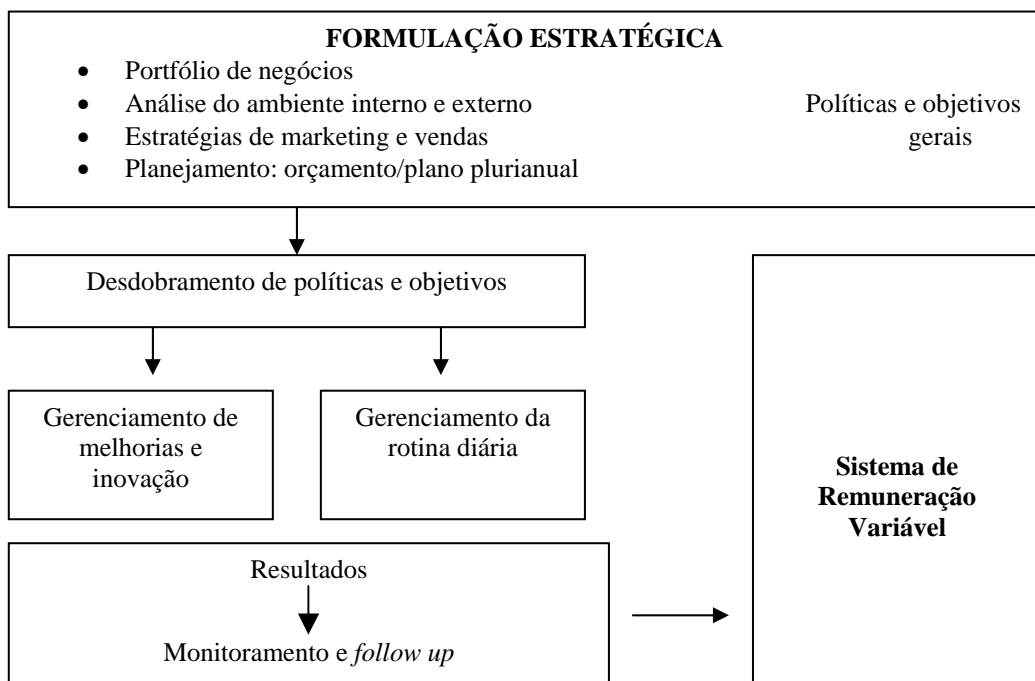 FORMULAÇÃO ESTRATÉGICA
• Portfólio de negócios
• Análise do ambiente interno e externo
• Estratégias de marketing e vendas
• Planejamento: orçamento/plano plurianual
Políticas e objetivos
gerais
Desdobramento de políticas e objetivos
Gerenciamento de
melhorias e
inovação
Gerenciamento da
rotina diária
Sistema de
Remuneração
Variável
Resultados
Monitoramento e follow up